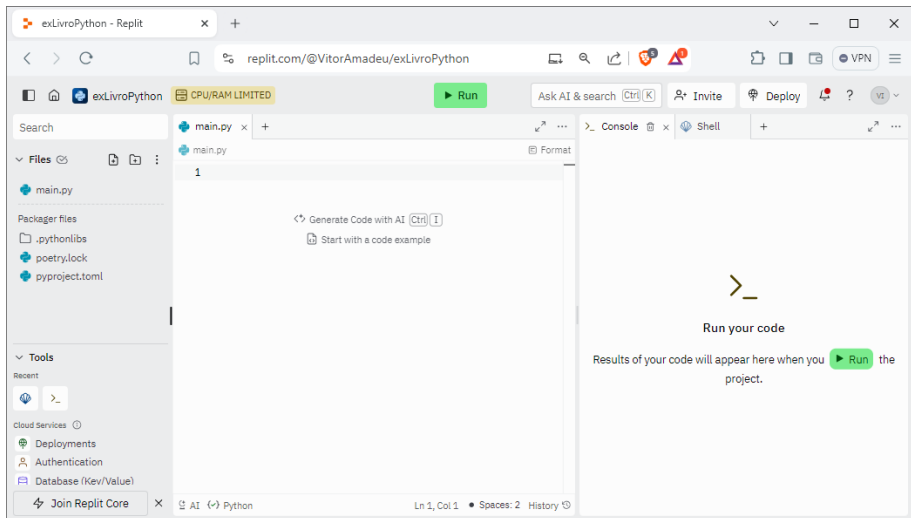 exLivroPython - Replit
replit.com/@VitorAmadeu/exLivroPython
VPN
exLivroPython
CPU/RAM LIMITED
Run
Ask AI & search Ctrl K
Invite
Deploy
?
VI
Search
Files
main.py
Packager files
.pythonlibs
poetry.lock
pyproject.toml
Tools
Recent
Cloud Services
Deployments
Authentication
Database (Key/Value)
Join Replit Core
main.py
main.py
Format
1
Generate Code with AI Ctrl I
Start with a code example
AI {} Python
Ln 1, Col 1 • Spaces: 2 History
>_ Console
Shell
>_
Run your code
Results of your code will appear here when you Run the
project.